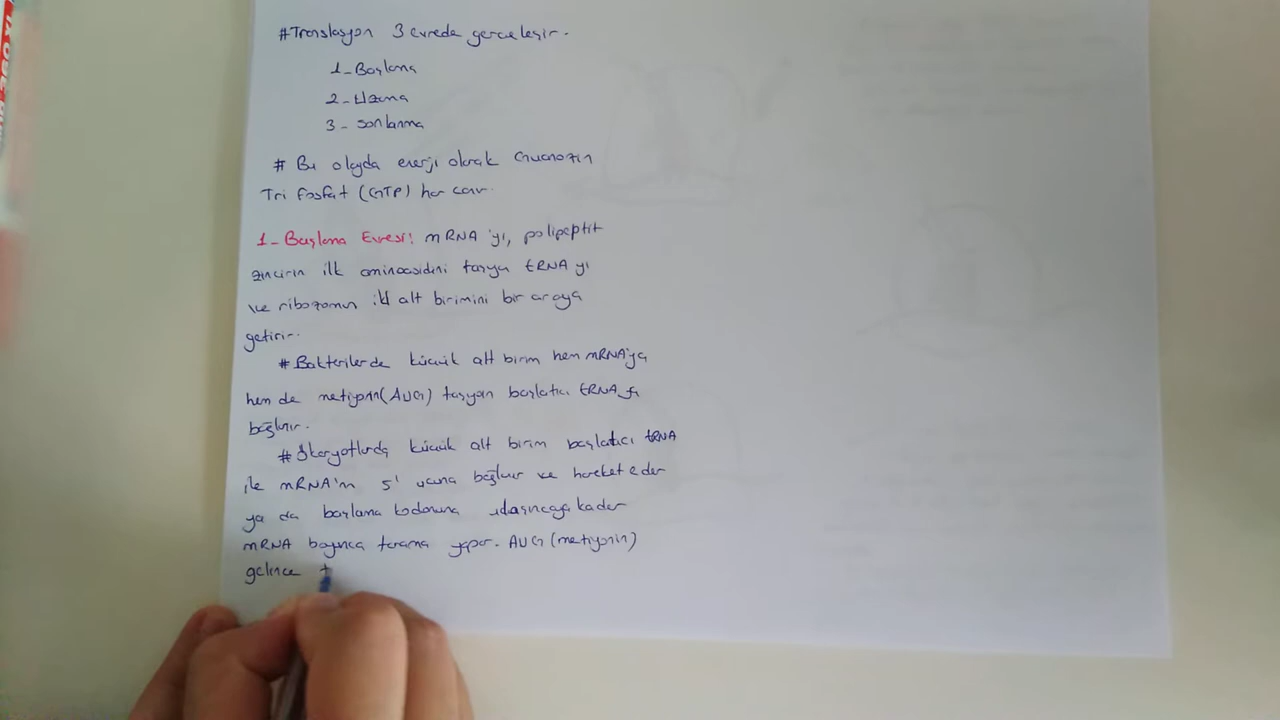 #Translasyon 3 evrede gerçeleşir.
1-Başlama
2-Uzama
3- Sonlanma
# Bu olayda enerji olarak Guanozin
Tri fosfat (GTP) harcanır.
1-Başlama Evresi: mRNA'yı, polipeptit
zincirin ilk aminoasidini taşıyan tRNA yı
ve ribozomun iki alt birimini bir araya
getirir.
#Bakterilerde küçük alt birim hem mRNA'ya
hem de metiyonin(AUG) taşıyan başlatıcı tRNA ya
bağlanır.
#Ökaryotlarda küçük alt birim başlatıcı tRNA
ile mRNA'nın 5' ucuna bağlanır ve hareket eder
ya da başlama kodonuna ulaşıncaya kadar
mRNA boyunca tarama yapar. AUG (metiyonin)
gelince t